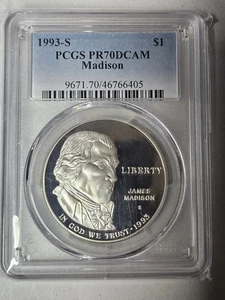 1993-S $1
PCGS PR70DCAM
Madison
9671.70/46766405
LIBERTY
JAMES
MADISON
S
IN GOD WE TRUST · 1993